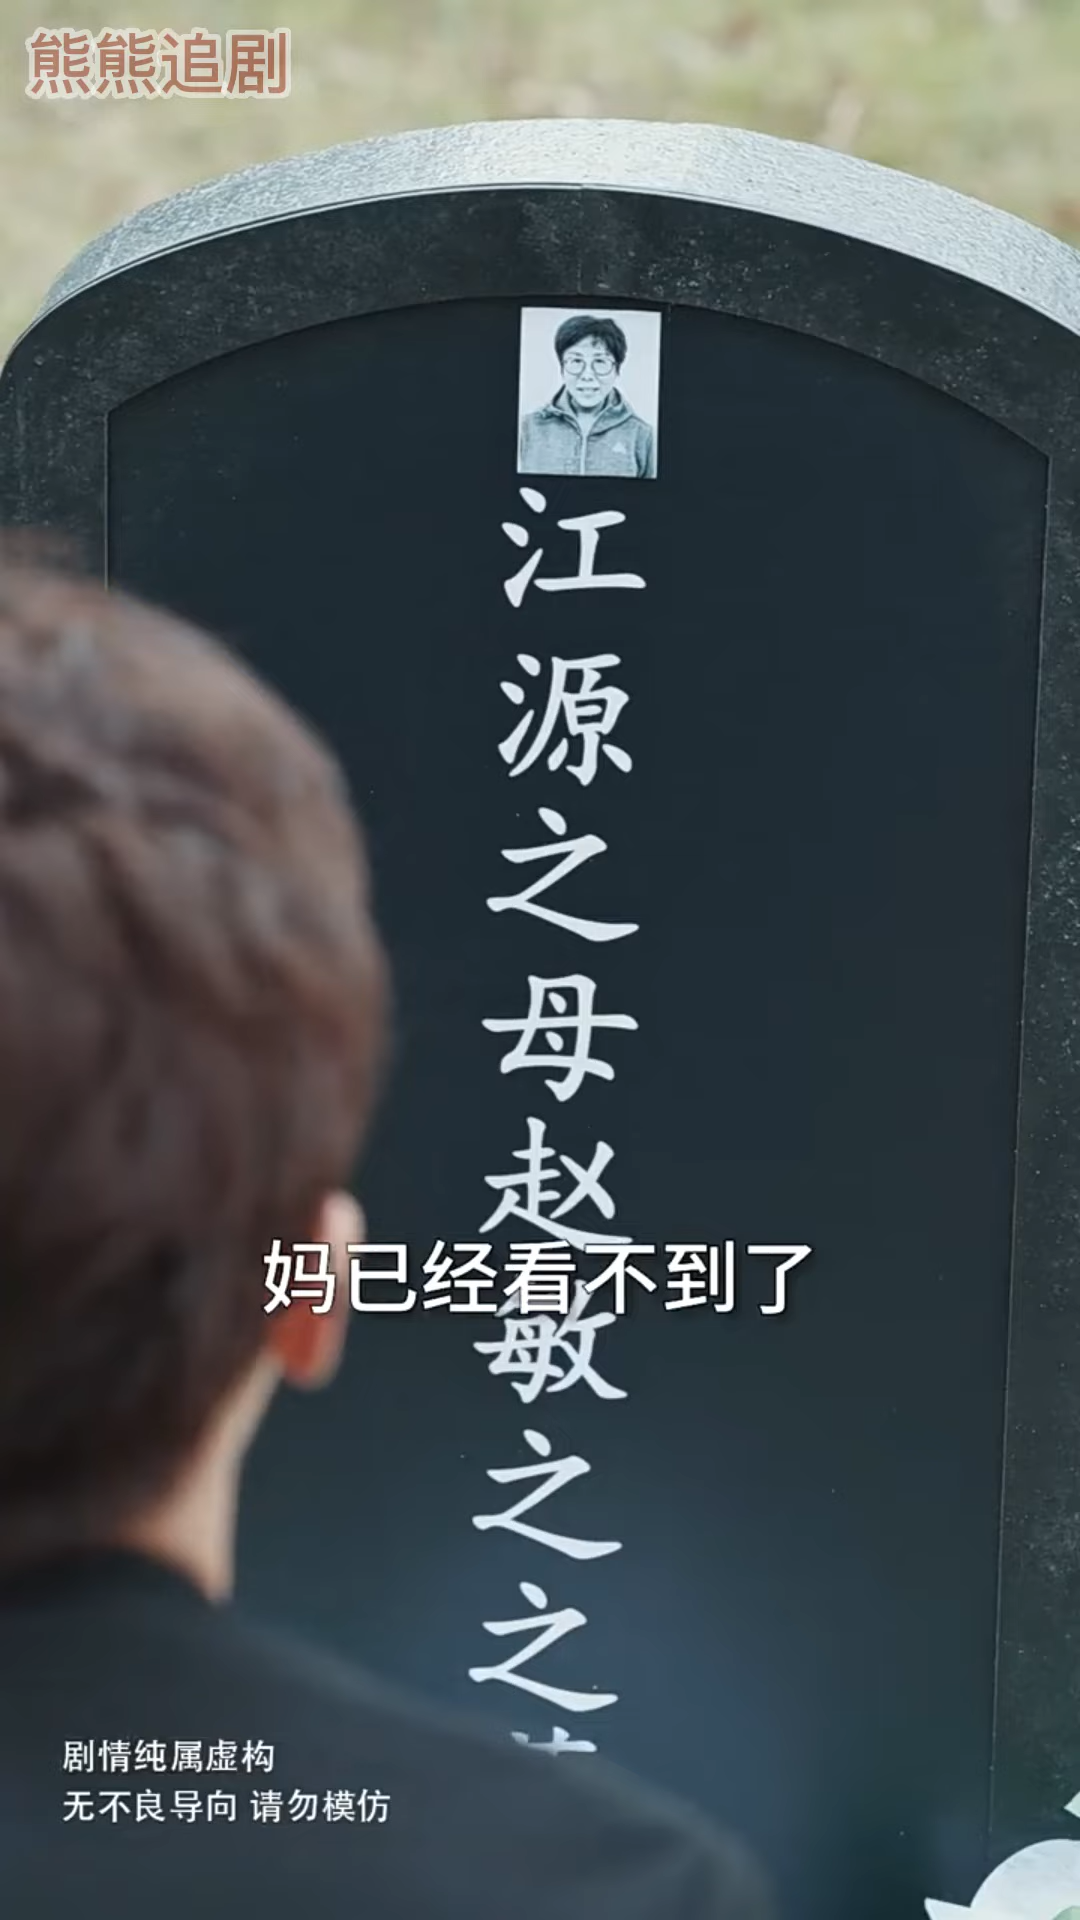 熊熊追剧
江源之母赵敏之之
妈已经看不到了
剧情纯属虚构
无不良导向 请勿模仿